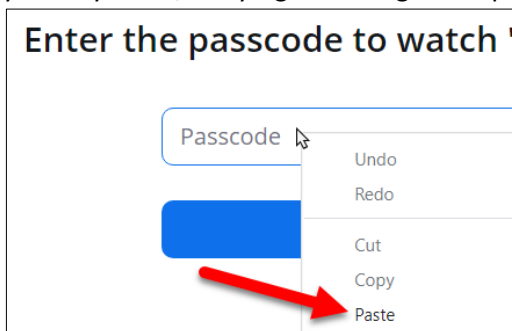 Enter the passcode to watch '
Passcode
Undo
Redo
Cut
Copy
Paste